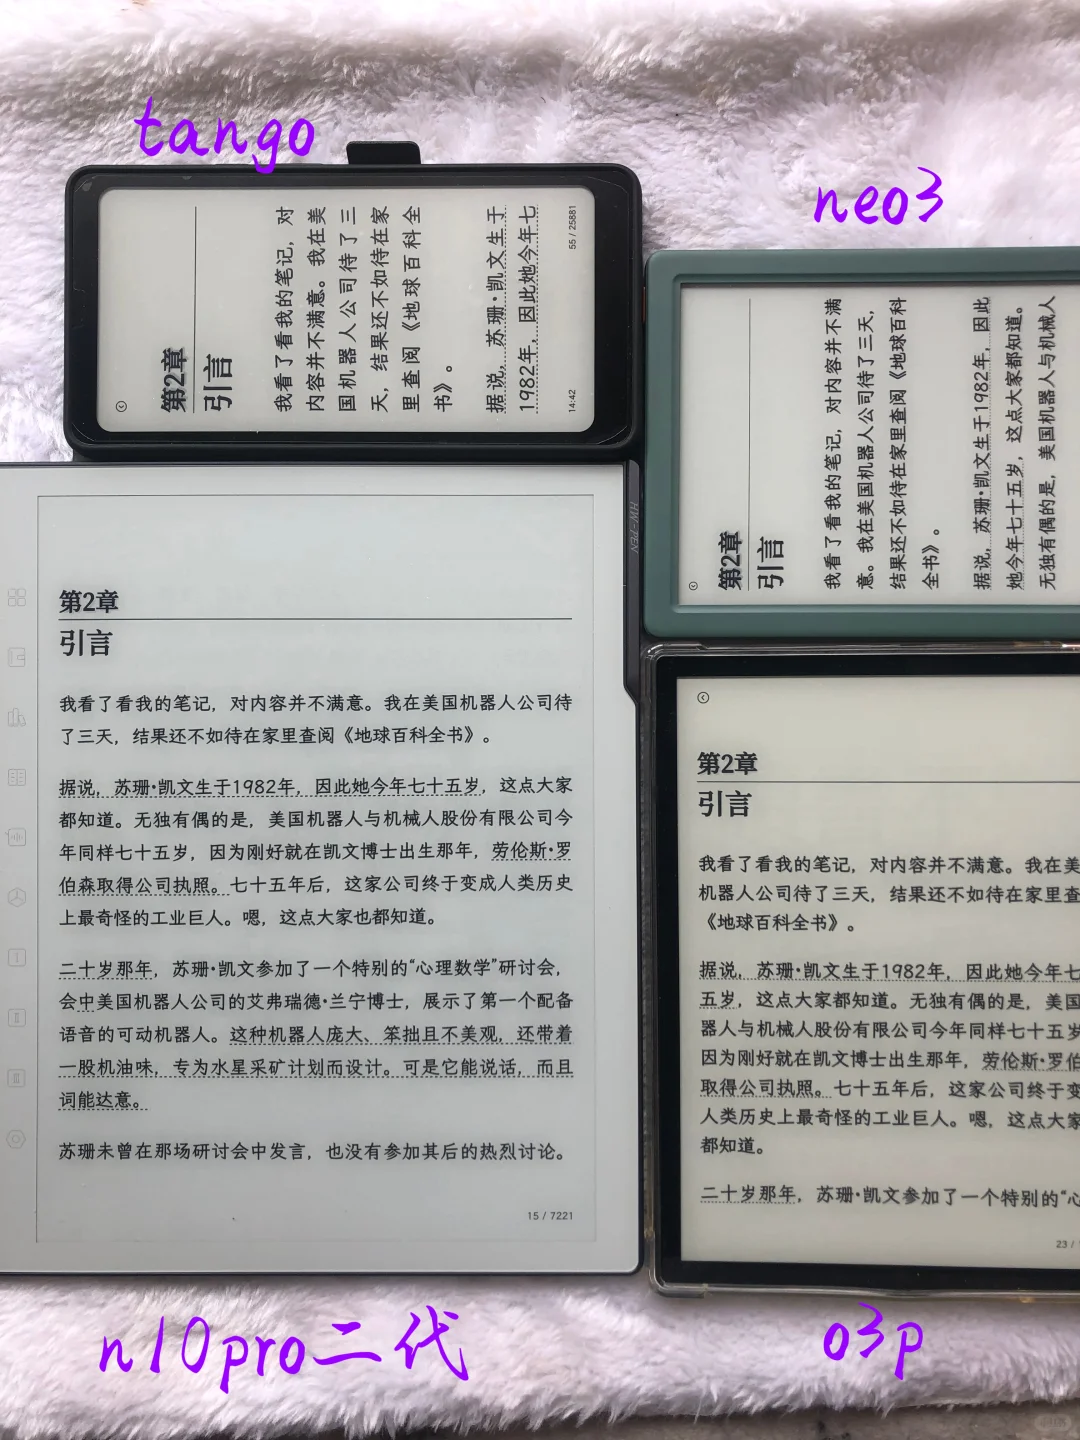 tango
第2章
引言
我看了看我的笔记，对
内容并不满意。我在美
国机器人公司待了三
天，结果还不如待在家
里查阅《地球百科全
书》。
据说，苏珊·凯文生于
1982年，因此她今年七
14:42
55 / 25881
neo3
第2章
引言
我看了看我的笔记，对内容并不满
意。我在美国机器人公司待了三天，
结果还不如待在家里查阅《地球百科
全书》。
据说，苏珊·凯文生于1982年，因此
她今年七十五岁，这点大家都知道。
无独有偶的是，美国机器人与机械人
HW-PEN
第2章
引言
我看了看我的笔记，对内容并不满意。我在美国机器人公司待
了三天，结果还不如待在家里查阅《地球百科全书》。
据说，苏珊·凯文生于1982年，因此她今年七十五岁，这点大家
都知道。无独有偶的是，美国机器人与机械人股份有限公司今
年同样七十五岁，因为刚好就在凯文博士出生那年，劳伦斯·罗
伯森取得公司执照。七十五年后，这家公司终于变成人类历史
上最奇怪的工业巨人。嗯，这点大家也都知道。
二十岁那年，苏珊·凯文参加了一个特别的“心理数学”研讨会，
会中美国机器人公司的艾弗瑞德·兰宁博士，展示了第一个配备
语音的可动机器人。这种机器人庞大、笨拙且不美观，还带着
一股机油味，专为水星采矿计划而设计。可是它能说话，而且
词能达意。
苏珊未曾在那场研讨会中发言，也没有参加其后的热烈讨论。
15 / 7221
n10pro二代
第2章
引言
我看了看我的笔记，对内容并不满意。我在美
机器人公司待了三天，结果还不如待在家里查
《地球百科全书》。
据说，苏珊·凯文生于1982年，因此她今年七
五岁，这点大家都知道。无独有偶的是，美国
器人与机械人股份有限公司今年同样七十五岁
因为刚好就在凯文博士出生那年，劳伦斯·罗伯
取得公司执照。七十五年后，这家公司终于变
人类历史上最奇怪的工业巨人。嗯，这点大家
都知道。
二十岁那年，苏珊·凯文参加了一个特别的“心
23 /
o3p